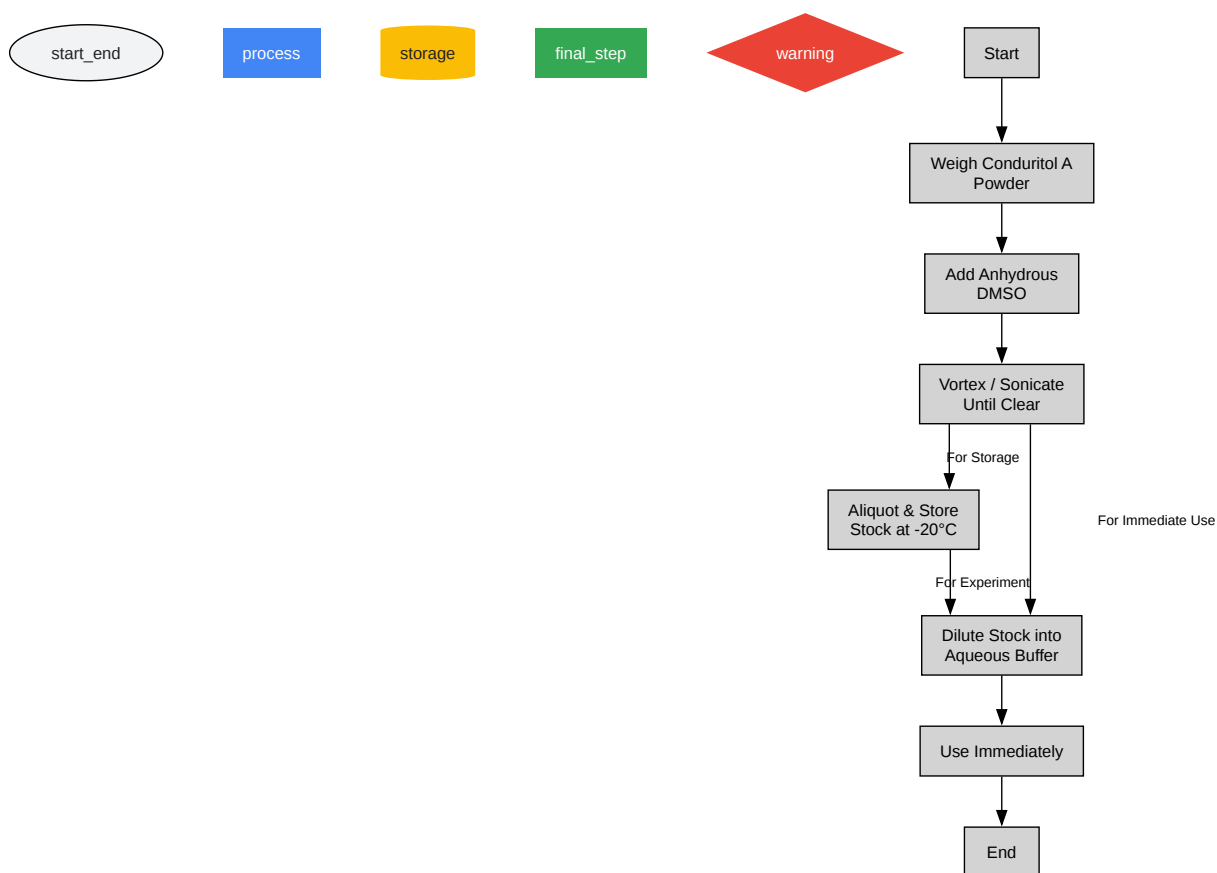 start_end
process
storage
final_step
warning
Start
Weigh Conduritol A
Powder
Add Anhydrous
DMSO
Vortex / Sonicate
Until Clear
For Storage
Aliquot & Store
Stock at -20°C
For Immediate Use
For Experiment
Dilute Stock into
Aqueous Buffer
Use Immediately
End